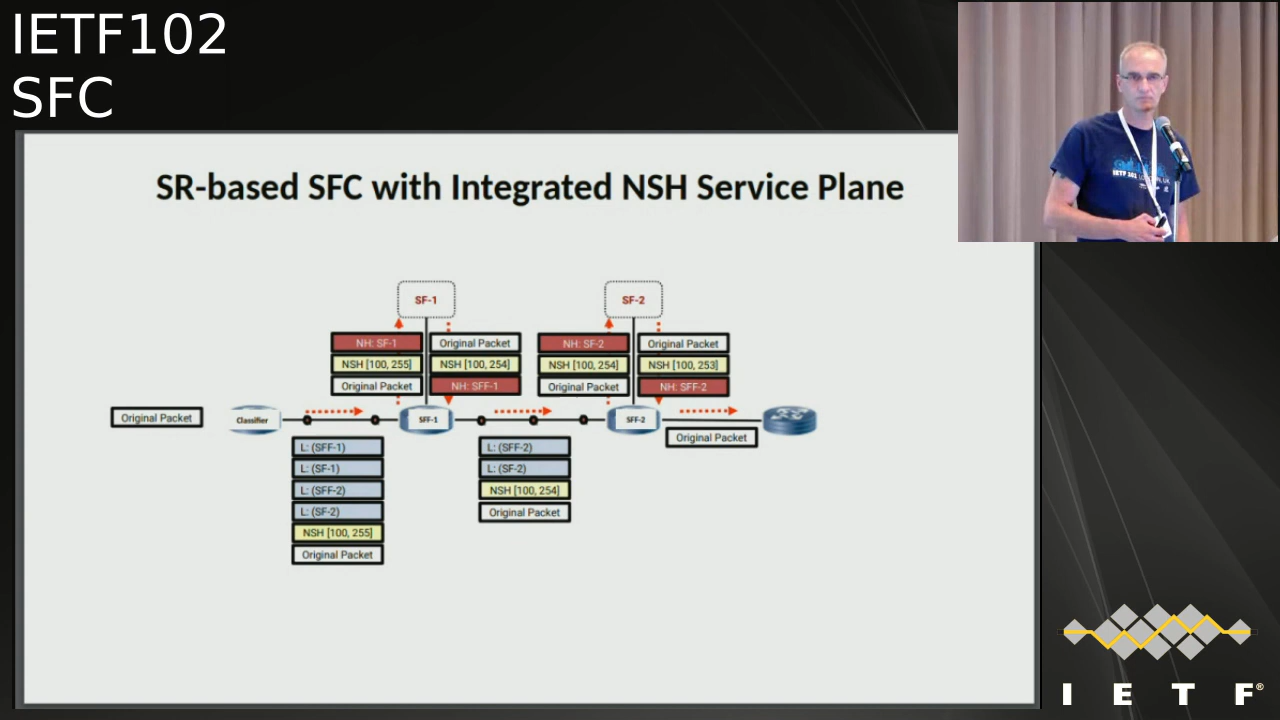 IETF102
SFC
SR-based SFC with Integrated NSH Service Plane
SF-1
SF-2
NH: SF-1
Original Packet
NH: SF-2
Original Packet
NSH [100, 255]
NSH [100, 254]
NSH [100, 254]
NSH [100, 253]
Original Packet
NH: SFF-1
Original Packet
NH: SFF-2
Original Packet
Classifier
SFF-1
SFF-2
Original Packet
L: (SFF-1)
L: (SF-1)
L: (SFF-2)
L: (SF-2)
NSH [100, 255]
Original Packet
L: (SFF-2)
L: (SF-2)
NSH [100, 254]
Original Packet
IETF 101 LONDON, UK
I E T F®